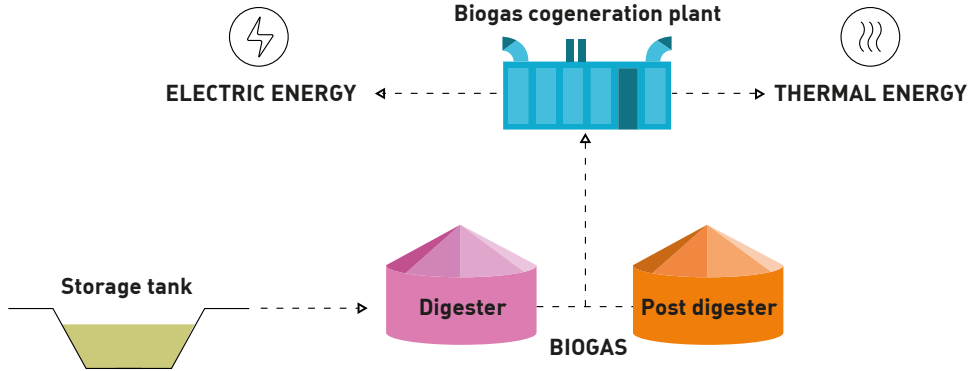 Biogas cogeneration plant
ELECTRIC ENERGY
THERMAL ENERGY
Storage tank
Digester
Post digester
BIOGAS